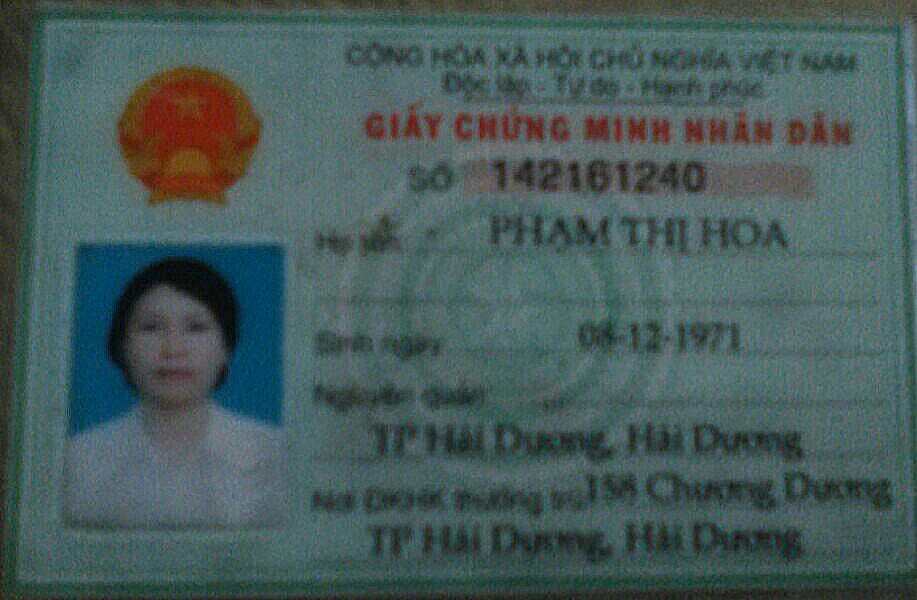 CỘNG HÒA XÃ HỘI CHỦ NGHĨA VIỆT NAM
Độc lập - Tự do - Hạnh phúc
GIẤY CHỨNG MINH NHÂN DÂN
SỐ 142161240
Họ tên PHẠM THỊ HOA
Sinh ngày 08-12-1971
Nguyên quán
TP Hải Dương, Hải Dương
Nơi ĐKHK thường trú 158 Chương Dương
TP Hải Dương, Hải Dương